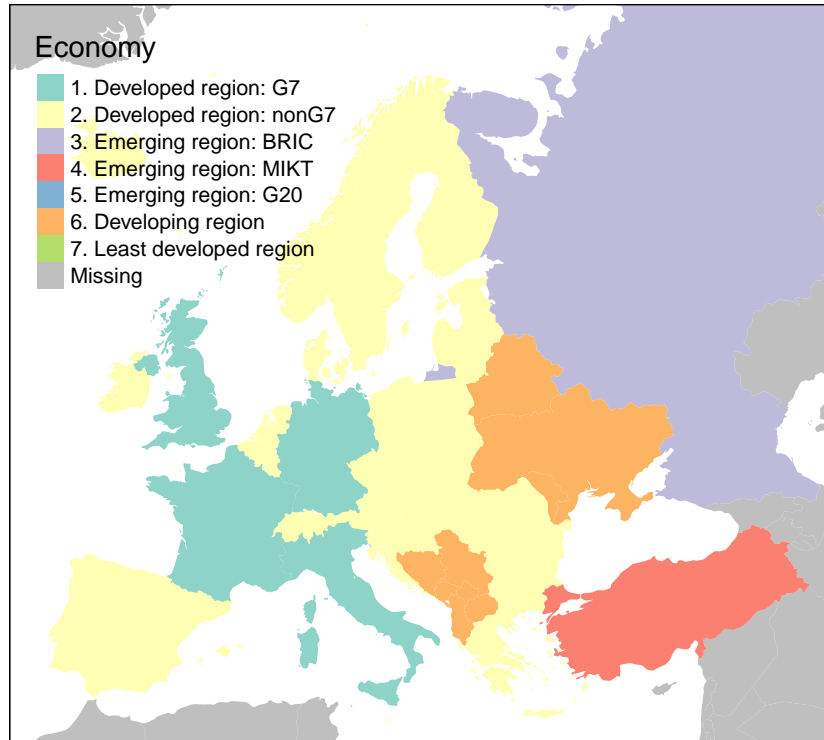 Economy
1. Developed region: G7
2. Developed region: nonG7
3. Emerging region: BRIC
4. Emerging region: MIKT
5. Emerging region: G20
6. Developing region
7. Least developed region
Missing